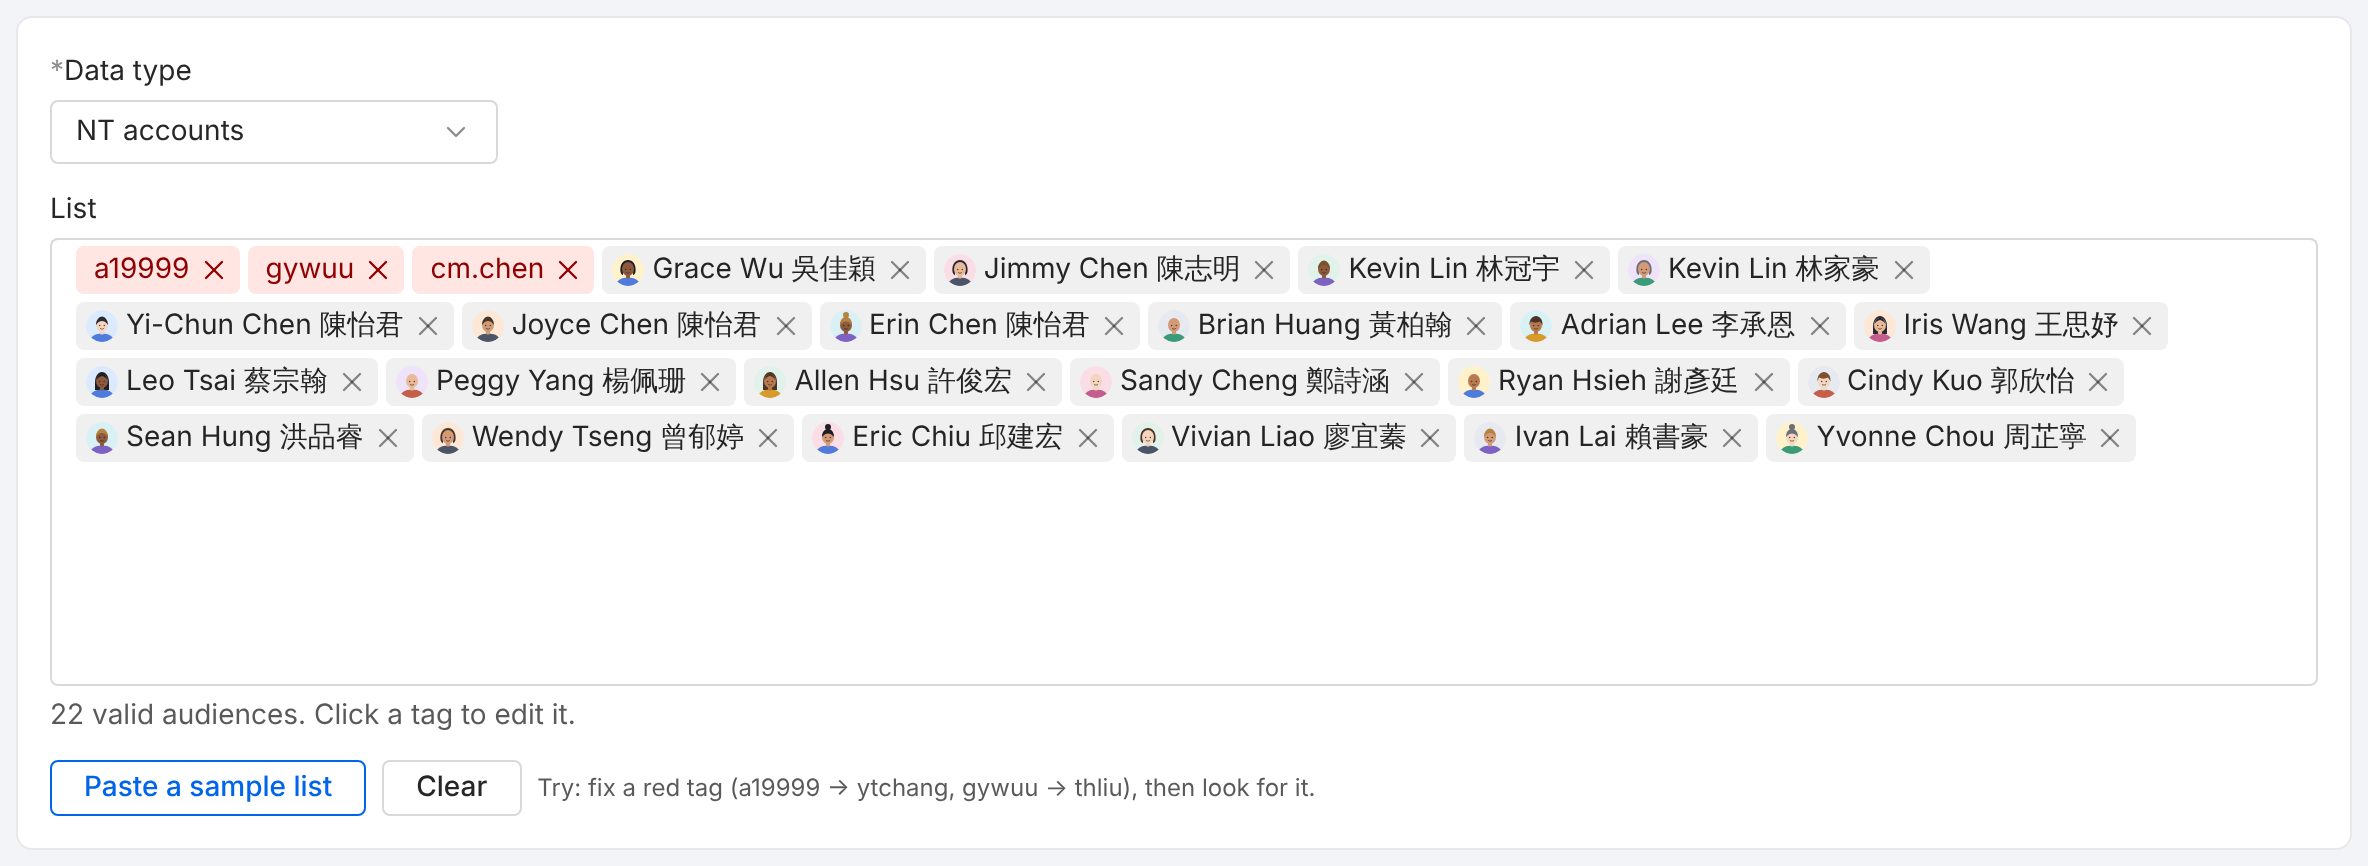 *Data type
NT accounts
List
a19999 gywuu cm.chen Grace Wu 吳佳穎 Jimmy Chen 陳志明 Kevin Lin 林冠宇 Kevin Lin 林家豪
Yi-Chun Chen 陳怡君 Joyce Chen 陳怡君 Erin Chen 陳怡君 Brian Huang 黃柏翰 Adrian Lee 李承恩 Iris Wang 王思妤
Leo Tsai 蔡宗翰 Peggy Yang 楊佩珊 Allen Hsu 許俊宏 Sandy Cheng 鄭詩涵 Ryan Hsieh 謝彥廷 Cindy Kuo 郭欣怡
Sean Hung 洪品睿 Wendy Tseng 曾郁婷 Eric Chiu 邱建宏 Vivian Liao 廖宜蓁 Ivan Lai 賴書豪 Yvonne Chou 周芷寧
22 valid audiences. Click a tag to edit it.
Paste a sample list Clear Try: fix a red tag (a19999 → ytchang, gywuu → thliu), then look for it.